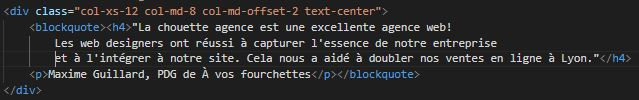 <div class="col-xs-12 col-md-8 col-md-offset-2 text-center">
<blockquote><h4>"La chouette agence est une excellente agence web!
Les web designers ont réussi à capturer l'essence de notre entreprise
et à l'intégrer à notre site. Cela nous a aidé à doubler nos ventes en ligne à Lyon."</h4>
<p>Maxime Guillard, PDG de À vos fourchettes</p></blockquote>
</div>